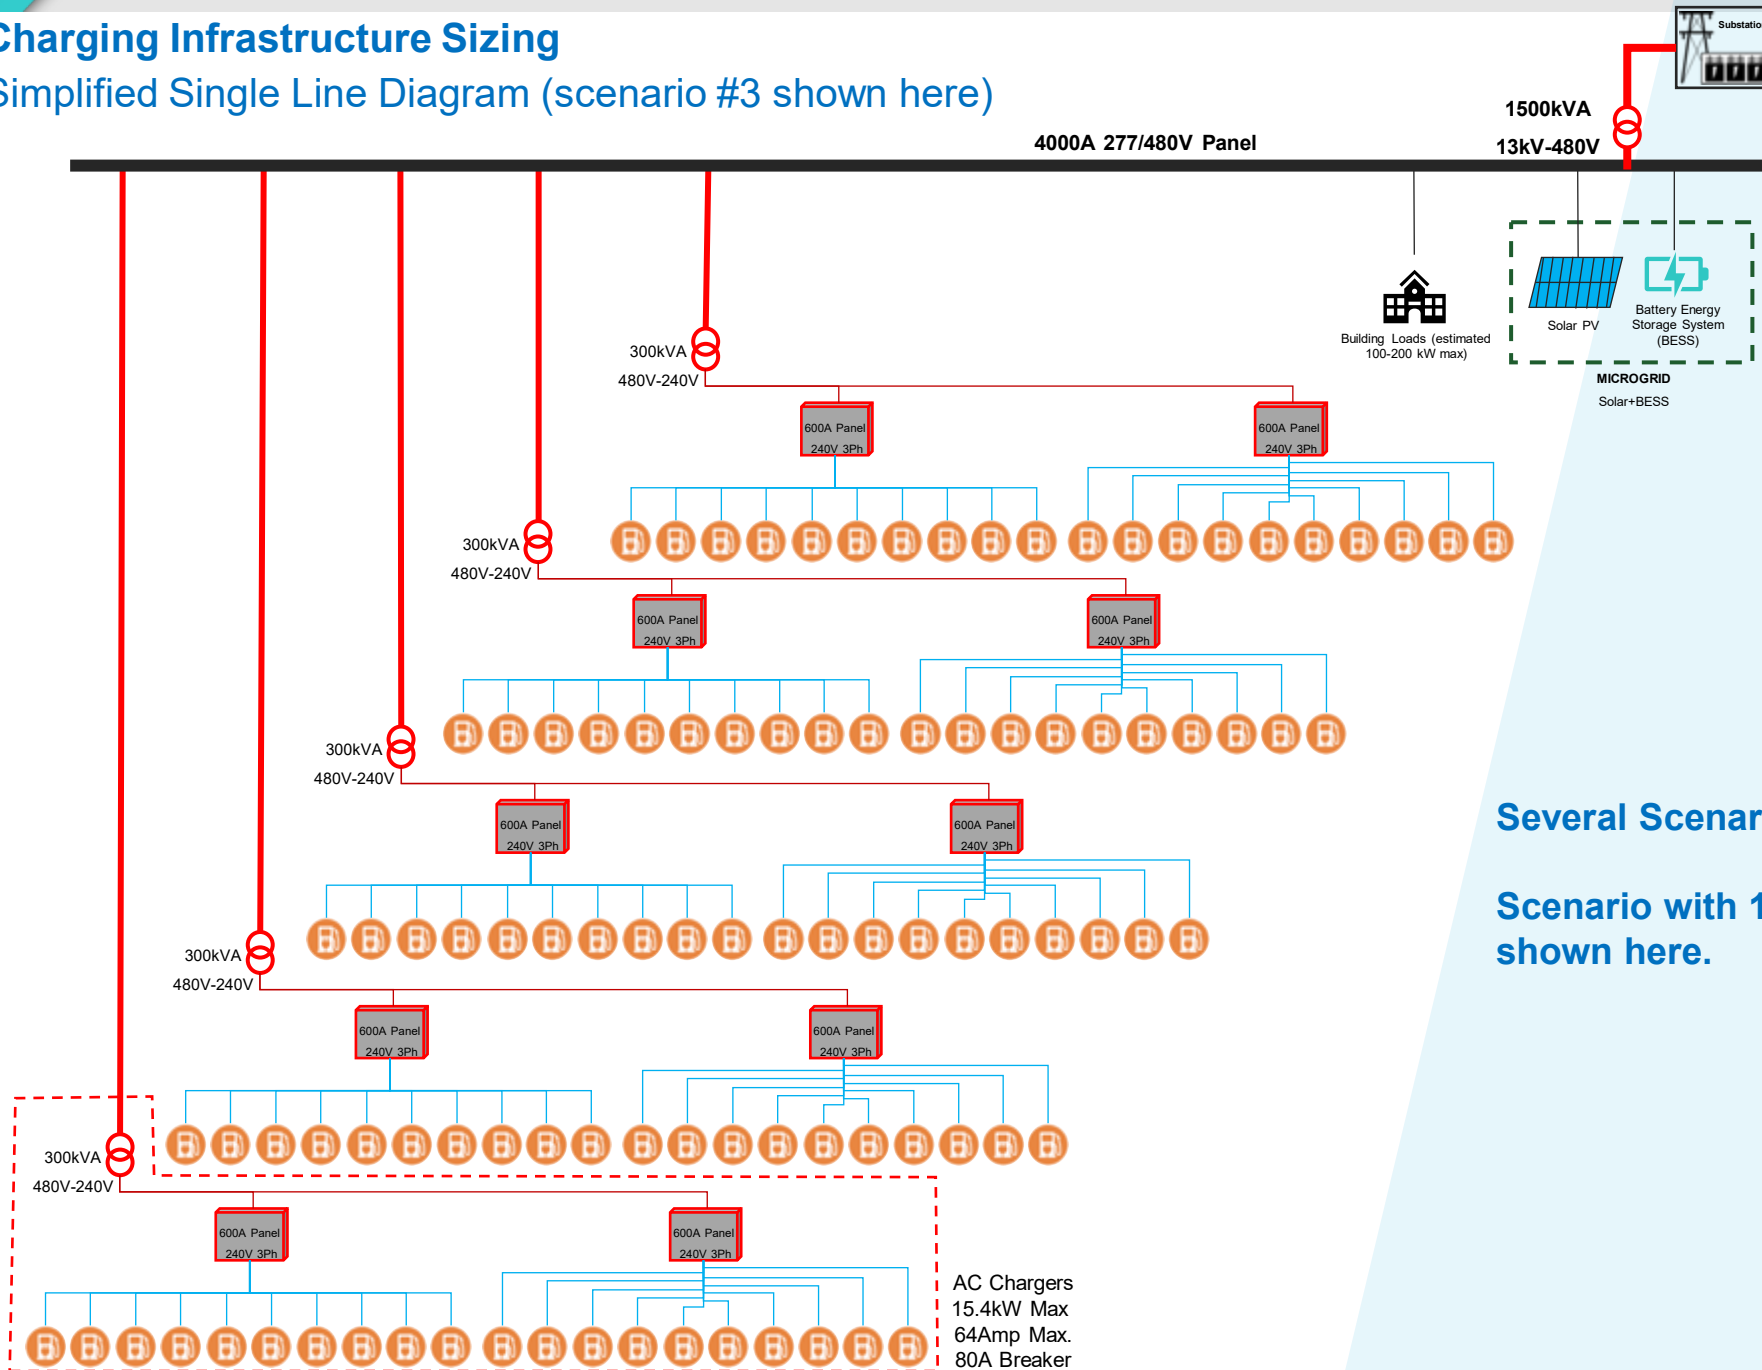 Charging Infrastructure Sizing
Simplified Single Line Diagram (scenario #3 shown here)
Substation
1500kVA
13kV-480V
4000A 277/480V Panel
Building Loads (estimated
100-200 kW max)
Solar PV
Battery Energy
Storage System
(BESS)
MICROGRID
Solar+BESS
300kVA
480V-240V
600A Panel
240V 3Ph
600A Panel
240V 3Ph
300kVA
480V-240V
600A Panel
240V 3Ph
600A Panel
240V 3Ph
300kVA
480V-240V
600A Panel
240V 3Ph
600A Panel
240V 3Ph
Several Scenar
Scenario with 1
shown here.
300kVA
480V-240V
600A Panel
240V 3Ph
600A Panel
240V 3Ph
300kVA
480V-240V
600A Panel
240V 3Ph
600A Panel
240V 3Ph
AC Chargers
15.4kW Max
64Amp Max.
80A Breaker